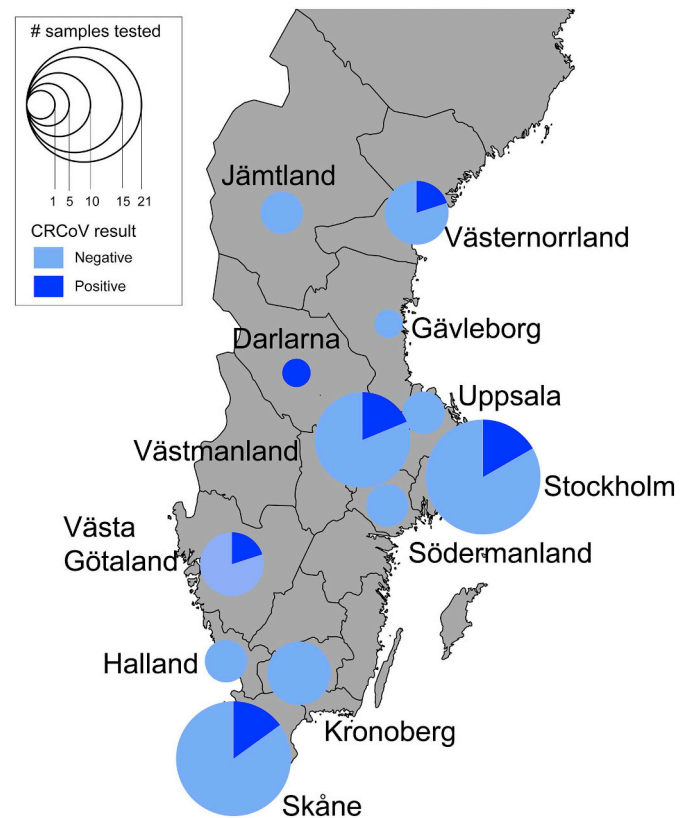 # samples tested
1 5 10 15 21
CRCoV result
Negative
Positive
Jämtland
Västernorrland
Gävleborg
Darlarna
Uppsala
Västmanland
Stockholm
Västa
Götaland
Södermanland
Halland
Kronoberg
Skåne